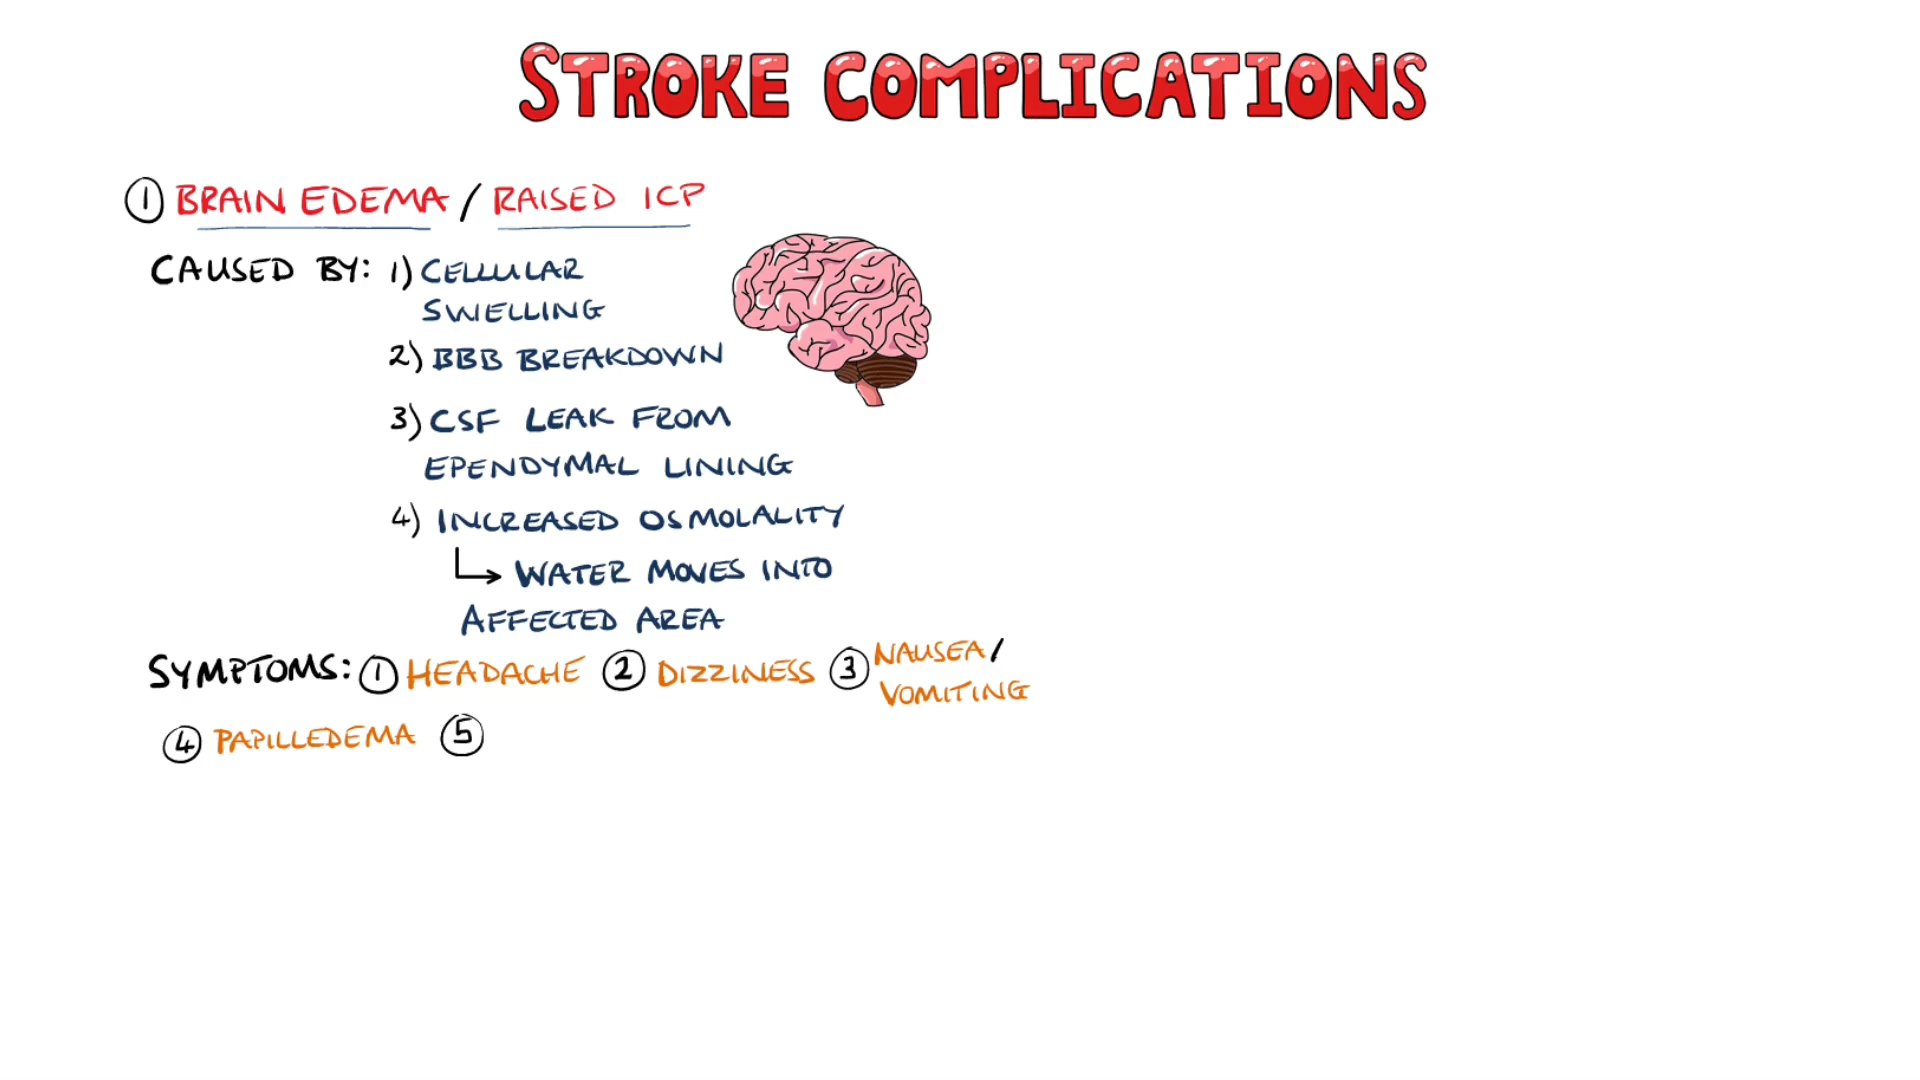 STROKE COMPLICATIONS
① BRAIN EDEMA / RAISED ICP
CAUSED BY: 1) CELLULAR
SWELLING
2) BBB BREAKDOWN
3) CSF LEAK FROM
EPENDYMAL LINING
4) INCREASED OSMOLALITY
↳ WATER MOVES INTO
AFFECTED AREA
SYMPTOMS: ① HEADACHE ② DIZZINESS ③ NAUSEA/
VOMITING
④ PAPILLEDEMA ⑤